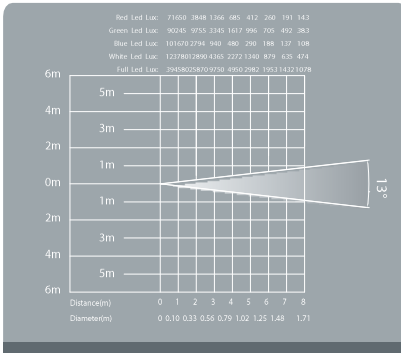 Red Led Lux: 71650 3848 1366 685 412 260 191 143
Green Led Lux: 90245 9755 3345 1617 996 705 492 383
Blue Led Lux: 101670 2794 940 480 290 188 137 108
White Led Lux: 123780 12890 4365 2272 1340 879 635 474
Full Led Lux: 394580 25870 9750 4950 2982 1953 1432 1078
6m
5m
4m
3m
2m
1m
0m
13°
1m
2m
3m
4m
5m
6m
Distance(m) 0 1 2 3 4 5 6 7 8
Diameter(m) 0 0.10 0.33 0.56 0.79 1.02 1.25 1.48 1.71